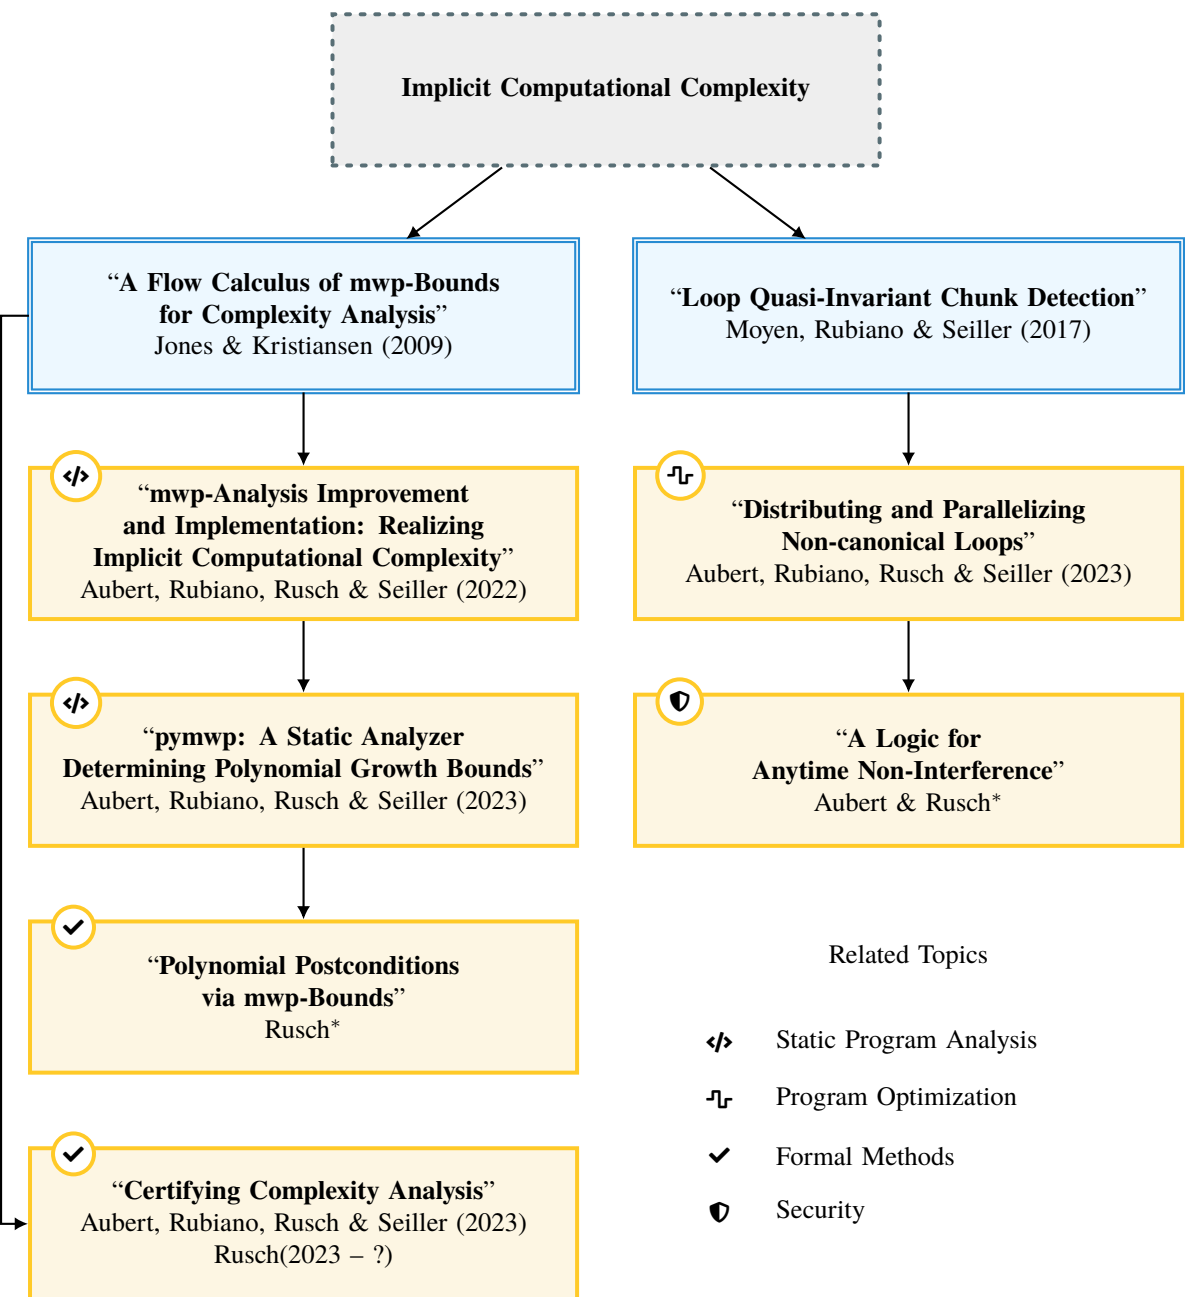 Implicit Computational Complexity
“A Flow Calculus of mwp-Bounds
for Complexity Analysis”
Jones & Kristiansen (2009)
“Loop Quasi-Invariant Chunk Detection”
Moyen, Rubiano & Seiller (2017)
“mwp-Analysis Improvement
and Implementation: Realizing
Implicit Computational Complexity”
Aubert, Rubiano, Rusch & Seiller (2022)
“Distributing and Parallelizing
Non-canonical Loops”
Aubert, Rubiano, Rusch & Seiller (2023)
“pymwp: A Static Analyzer
Determining Polynomial Growth Bounds”
Aubert, Rubiano, Rusch & Seiller (2023)
“A Logic for
Anytime Non-Interference”
Aubert & Rusch*
“Polynomial Postconditions
via mwp-Bounds”
Rusch*
“Certifying Complexity Analysis”
Aubert, Rubiano, Rusch & Seiller (2023)
Rusch(2023 – ?)
Related Topics
Static Program Analysis
Program Optimization
Formal Methods
Security